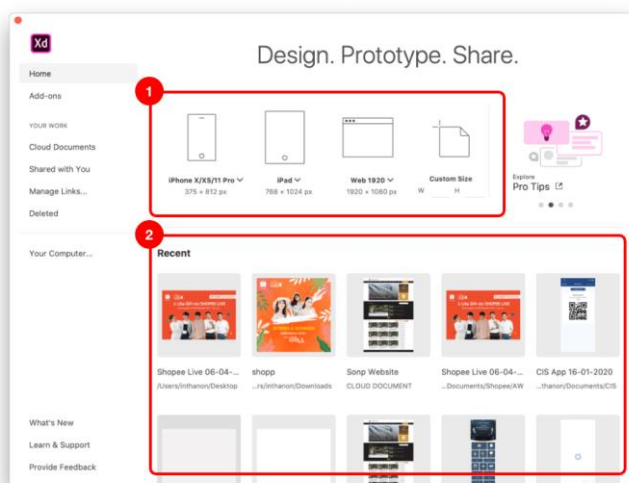 Xd
Design. Prototype. Share.
Home
Add-ons
YOUR WORK
Cloud Documents
Shared with You
Manage Links...
Deleted
Your Computer...
What's New
Learn & Support
Provide Feedback
1
iPhone X/XS/11 Pro
375 × 812 px
iPad
768 × 1024 px
Web 1920
1920 × 1080 px
Custom Size
W H
Explore
Pro Tips
2
Recent
Shopee Live 06-04-...
/Users/inthanon/Desktop
shopp
...rs/inthanon/Downloads
Sonp Website
CLOUD DOCUMENT
Shopee Live 06-04-...
...Documents/Shopee/AW
CIS App 16-01-2020
...thanon/Documents/CIS